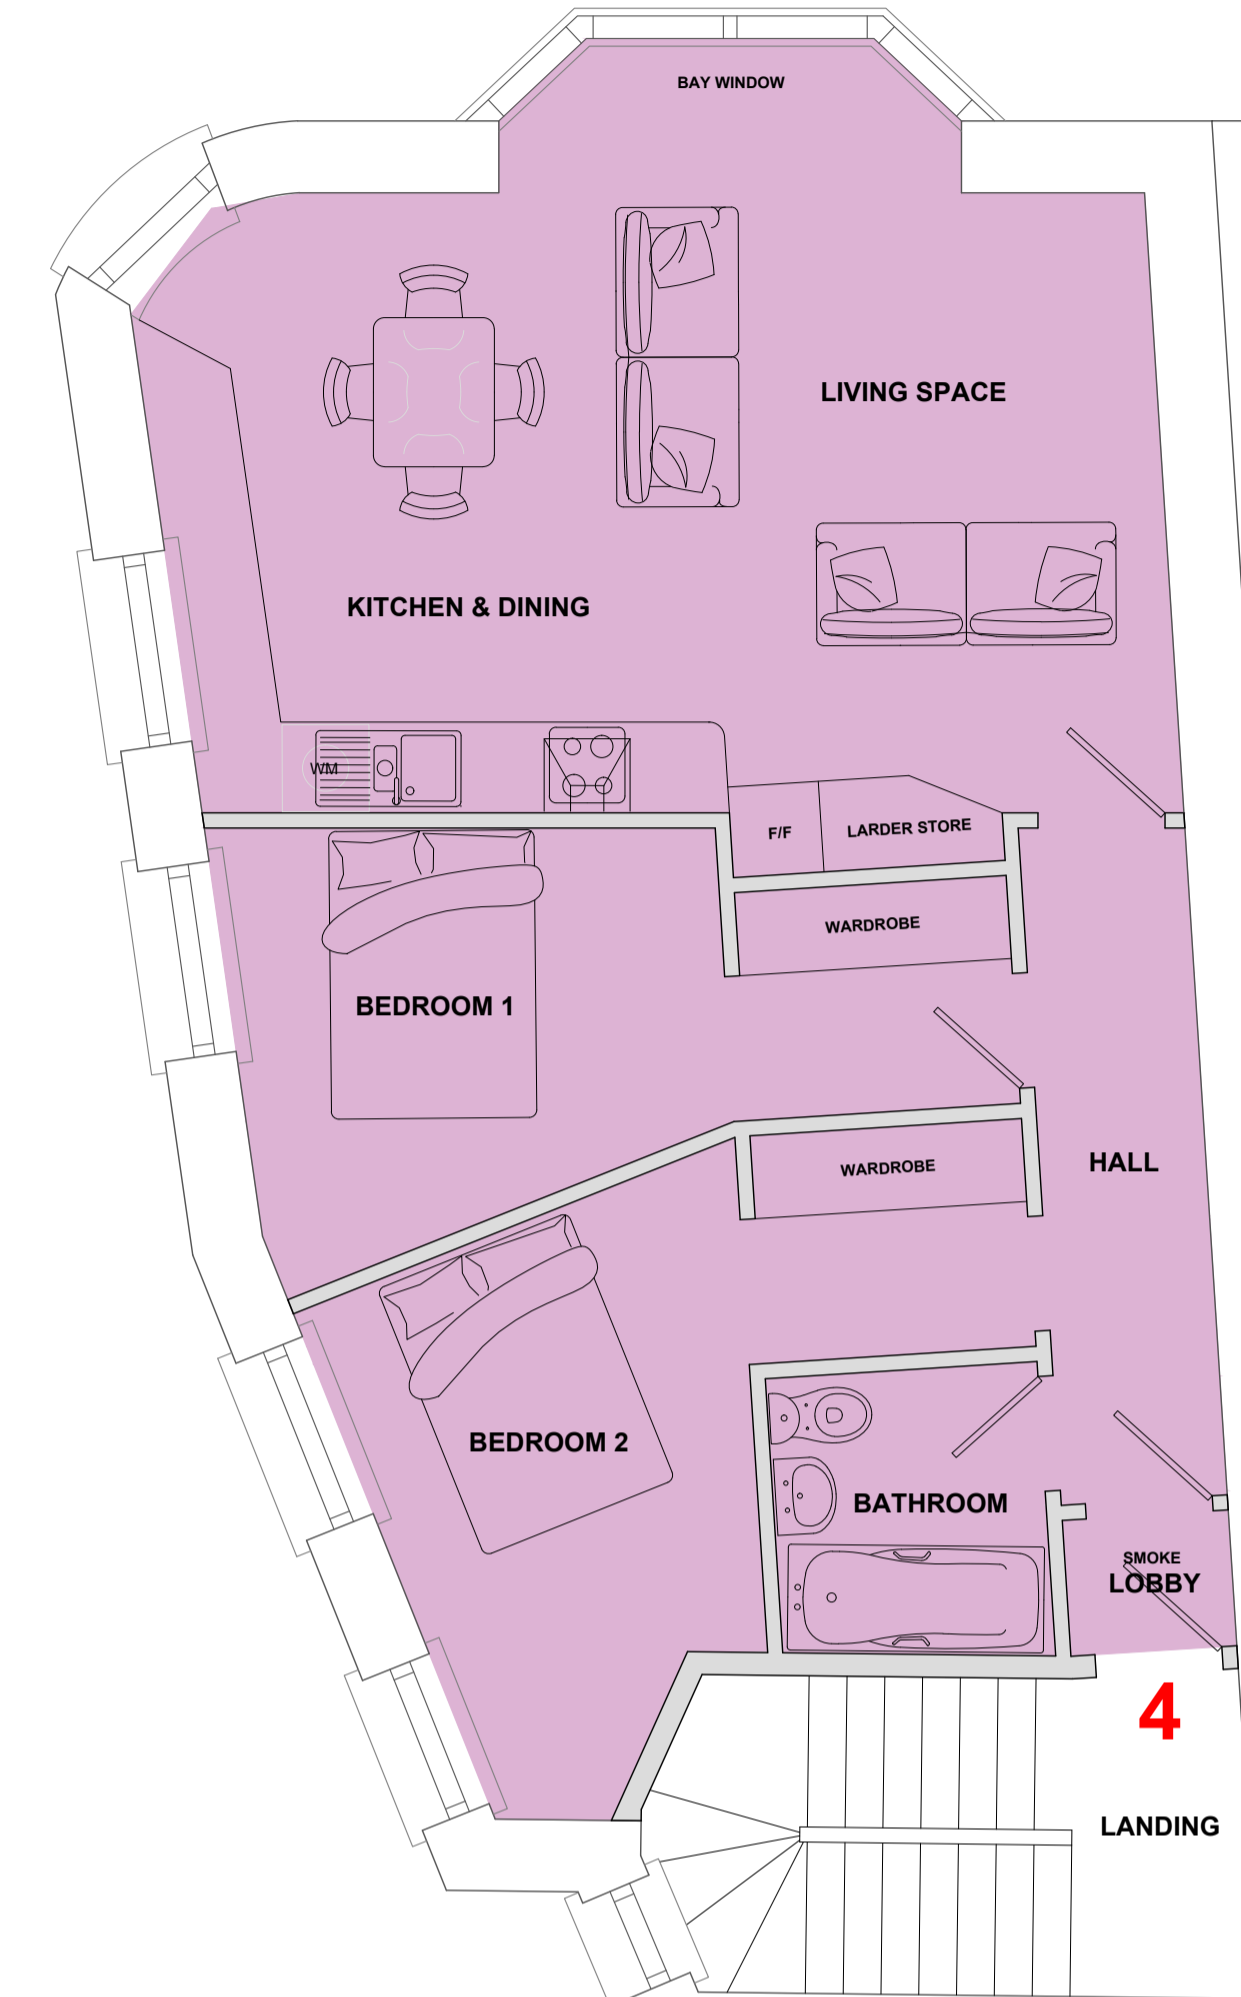 BAY WINDOW
LIVING SPACE
KITCHEN & DINING
WM
F/F
LARDER STORE
WARDROBE
BEDROOM 1
WARDROBE
HALL
BEDROOM 2
BATHROOM
SMOKE
LOBBY
4
LANDING